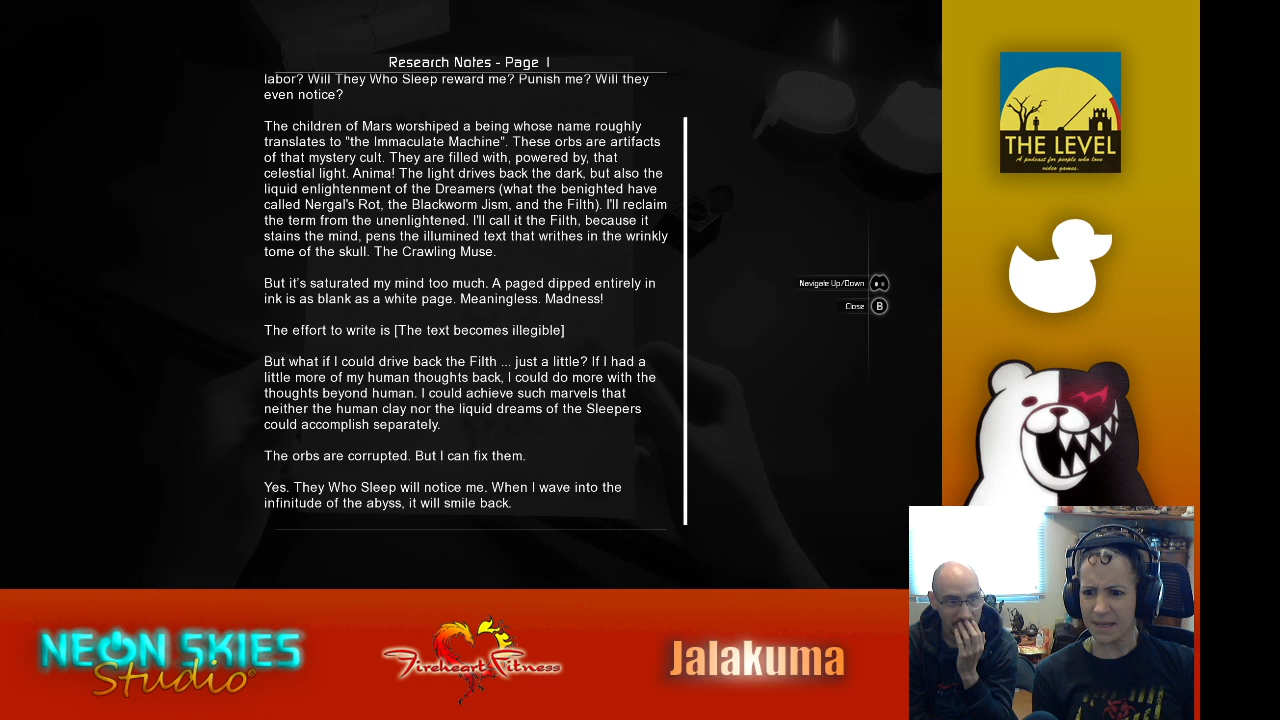 Research Notes - Page 1
labor? Will They Who Sleep reward me? Punish me? Will they
even notice?
The children of Mars worshiped a being whose name roughly
translates to "the Immaculate Machine". These orbs are artifacts
of that mystery cult. They are filled with, powered by, that
celestial light. Anima! The light drives back the dark, but also the
liquid enlightenment of the Dreamers (what the benighted have
called Nergal's Rot, the Blackworm Jism, and the Filth). I'll reclaim
the term from the unenlightened. I'll call it the Filth, because it
stains the mind, pens the illumined text that writhes in the wrinkly
tome of the skull. The Crawling Muse.
But it's saturated my mind too much. A paged dipped entirely in
ink is as blank as a white page. Meaningless. Madness!
The effort to write is [The text becomes illegible]
But what if I could drive back the Filth ... just a little? If I had a
little more of my human thoughts back, I could do more with the
thoughts beyond human. I could achieve such marvels that
neither the human clay nor the liquid dreams of the Sleepers
could accomplish separately.
The orbs are corrupted. But I can fix them.
Yes. They Who Sleep will notice me. When I wave into the
infinitude of the abyss, it will smile back.
Navigate Up/Down
Close B
THE LEVEL
A podcast for people who love
video games.
NEON SKIES
Studio
Fireheart Fitness
Jalakuma